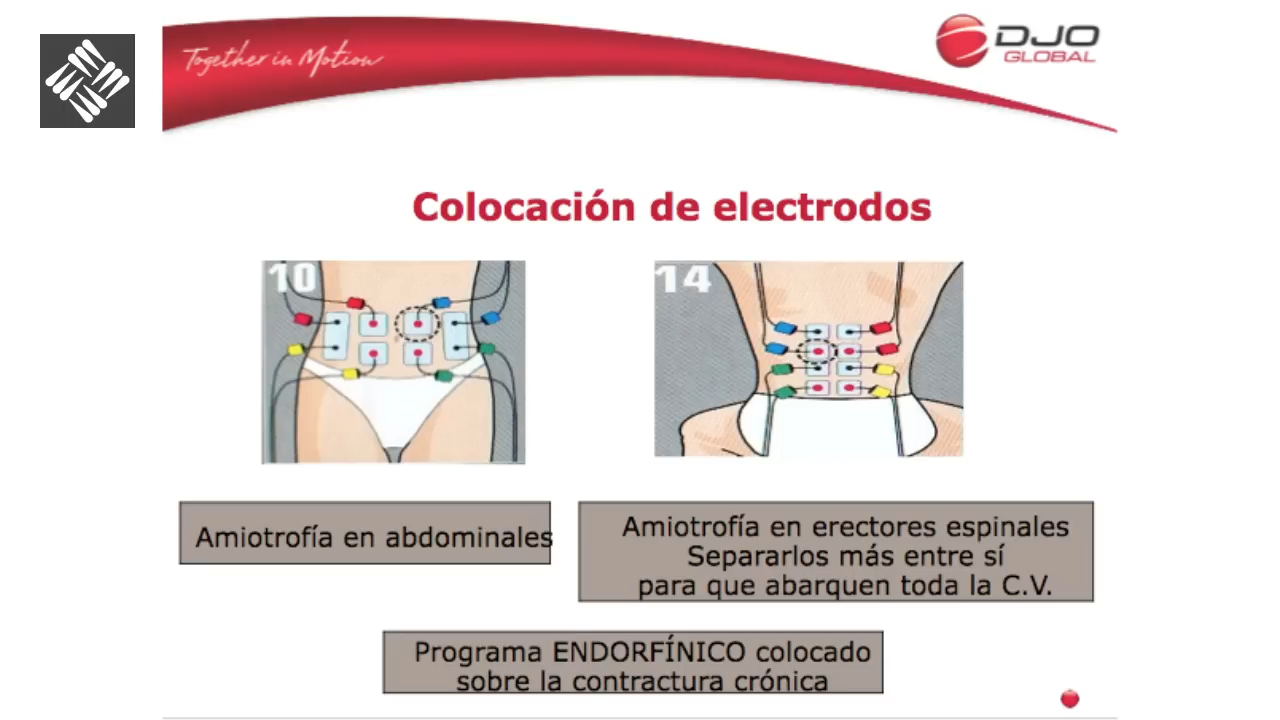 Together in Motion
DJO
GLOBAL
Colocación de electrodos
10
14
Amiotrofía en abdominales
Amiotrofía en erectores espinales
Separarlos más entre sí
para que abarquen toda la C.V.
Programa ENDORFÍNICO colocado
sobre la contractura crónica